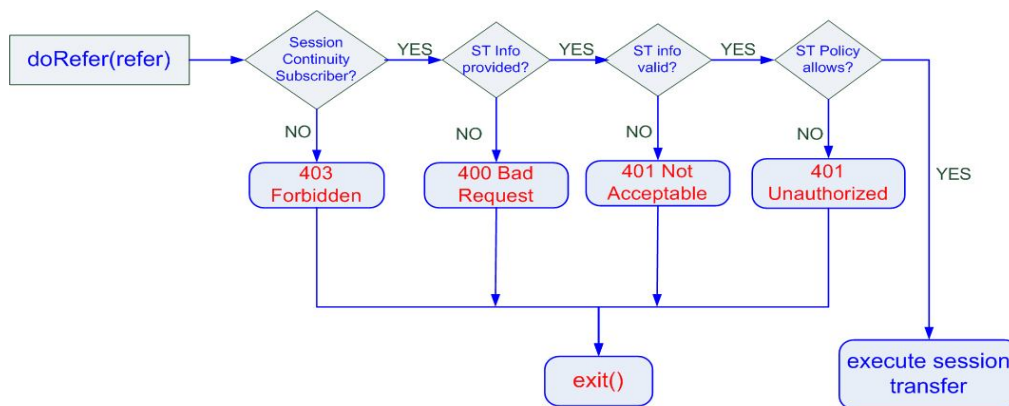 doRefer(refer)
Session
Continuity
Subscriber?
YES
ST Info
provided?
YES
ST info
valid?
YES
ST Policy
allows?
NO
NO
NO
NO
YES
403
Forbidden
400 Bad
Request
401 Not
Acceptable
401
Unauthorized
exit()
execute session
transfer